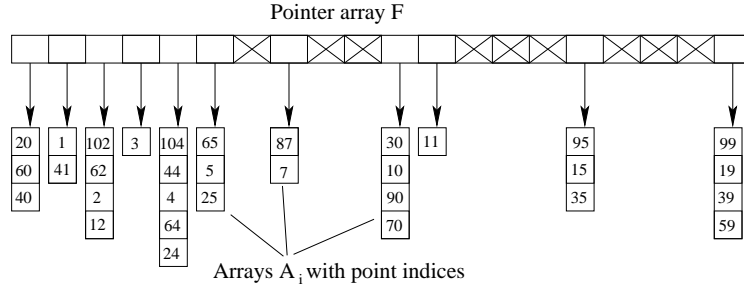 Pointer array F
20 1 102 3 104 65 87 30 11 95 99
60 41 62 44 5 7 10 15 19
40 2 4 25 90 35 39
12 64 70 59
24
Arrays A i with point indices